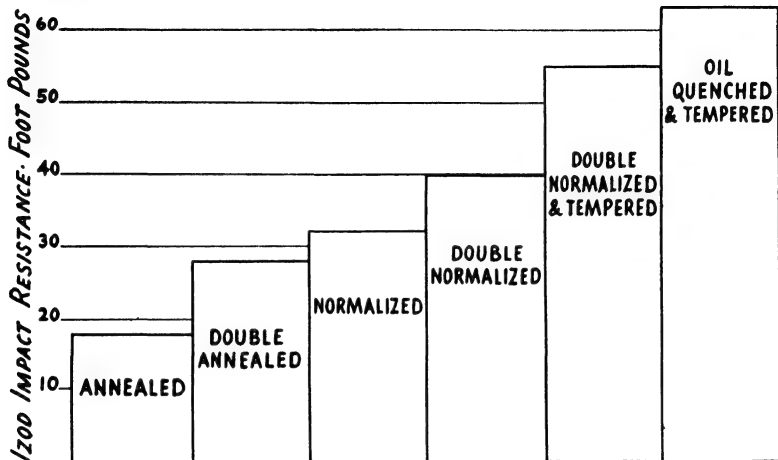 IZOD IMPACT RESISTANCE · FOOT POUNDS
60
50
40
30
20
10
ANNEALED
DOUBLE
ANNEALED
NORMALIZED
DOUBLE
NORMALIZED
DOUBLE
NORMALIZED
& TEMPERED
OIL
QUENCHED
& TEMPERED